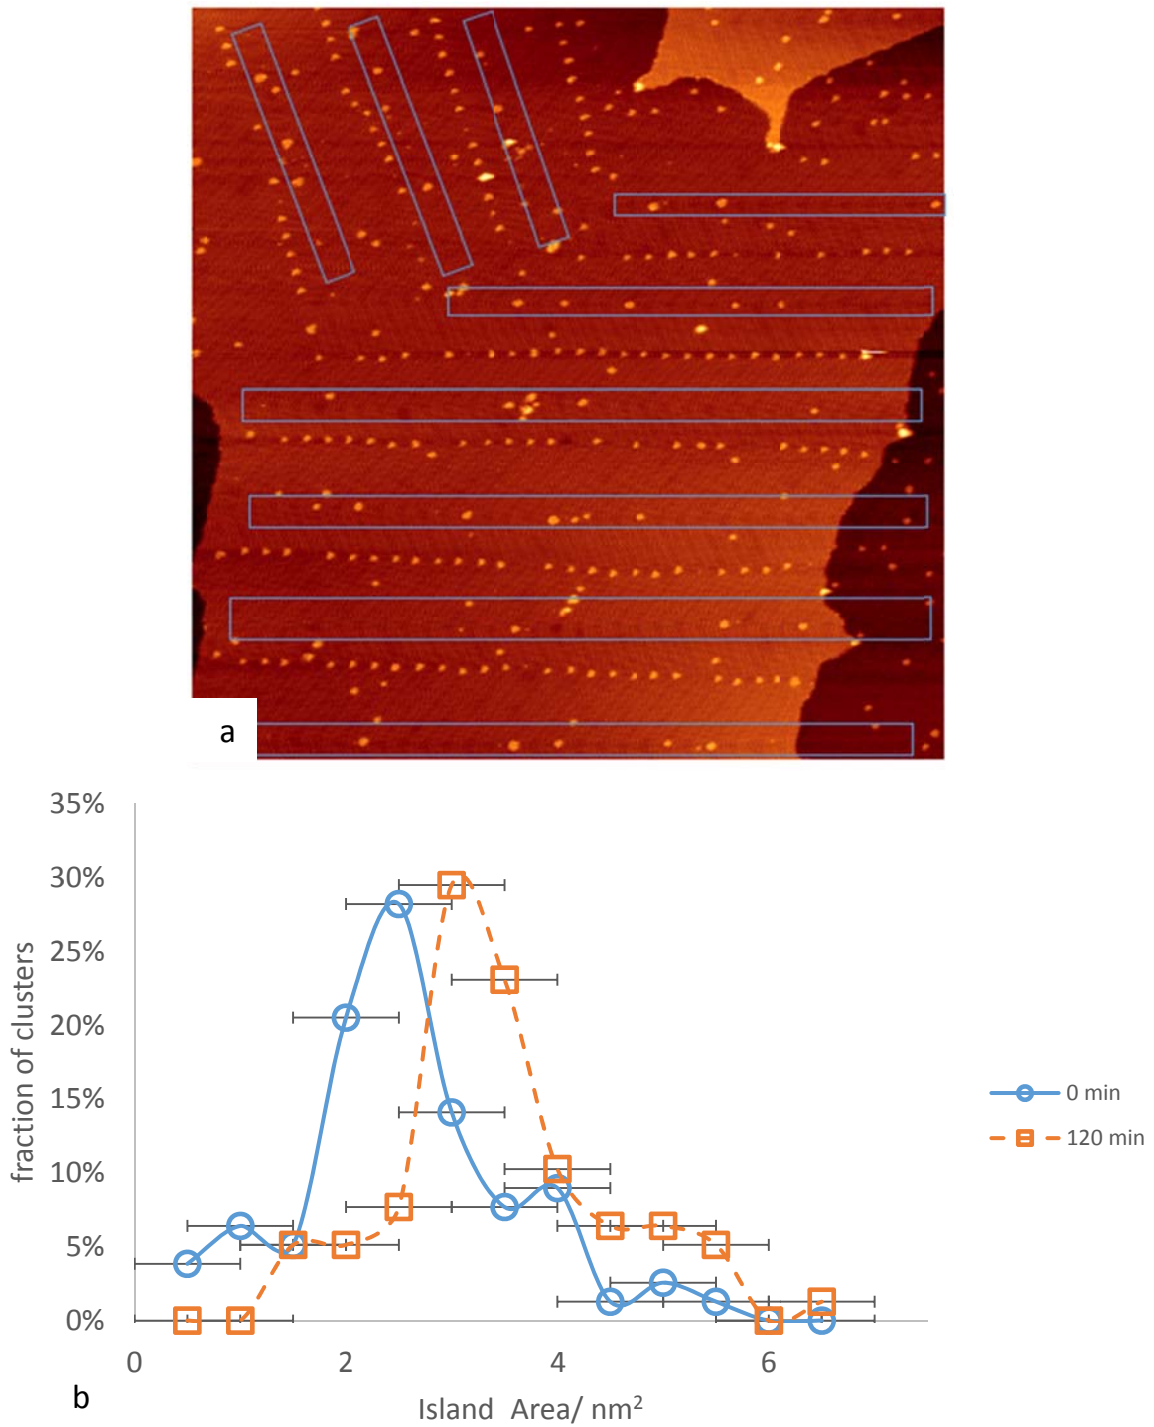 a
35%
30%
25%
20%
15%
10%
5%
0%
fraction of clusters
0 2 4 6
Island Area/ nm²
0 min
120 min
b